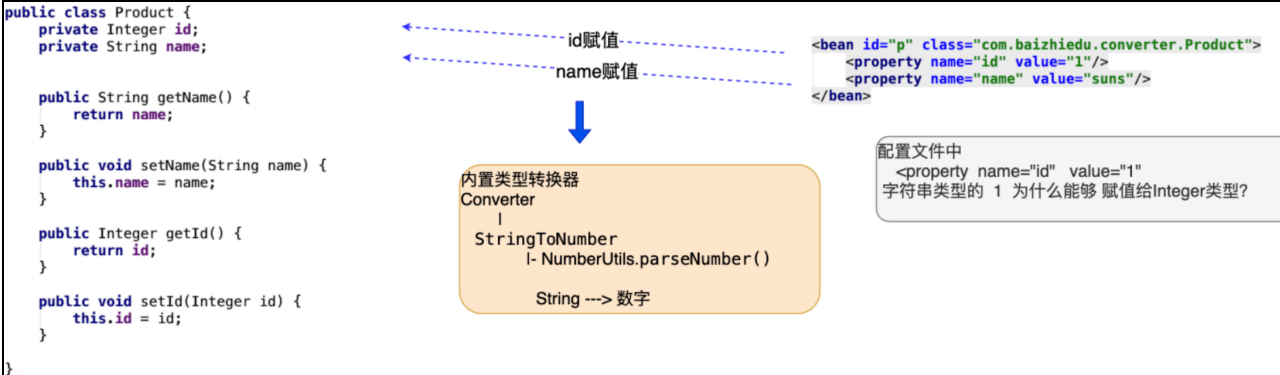 public class Product {
    private Integer id;
    private String name;
    public String getName() {
        return name;
    }
    public void setName(String name) {
        this.name = name;
    }
    public Integer getId() {
        return id;
    }
    public void setId(Integer id) {
        this.id = id;
    }
}
id赋值
name赋值
内置类型转换器
Converter
|
StringToNumber
|- NumberUtils.parseNumber()
String ---> 数字
<bean id="p" class="com.baizhiedu.converter.Product">
    <property name="id" value="1"/>
    <property name="name" value="suns"/>
</bean>
配置文件中
<property name="id" value="1"
字符串类型的 1 为什么能够 赋值给Integer类型?